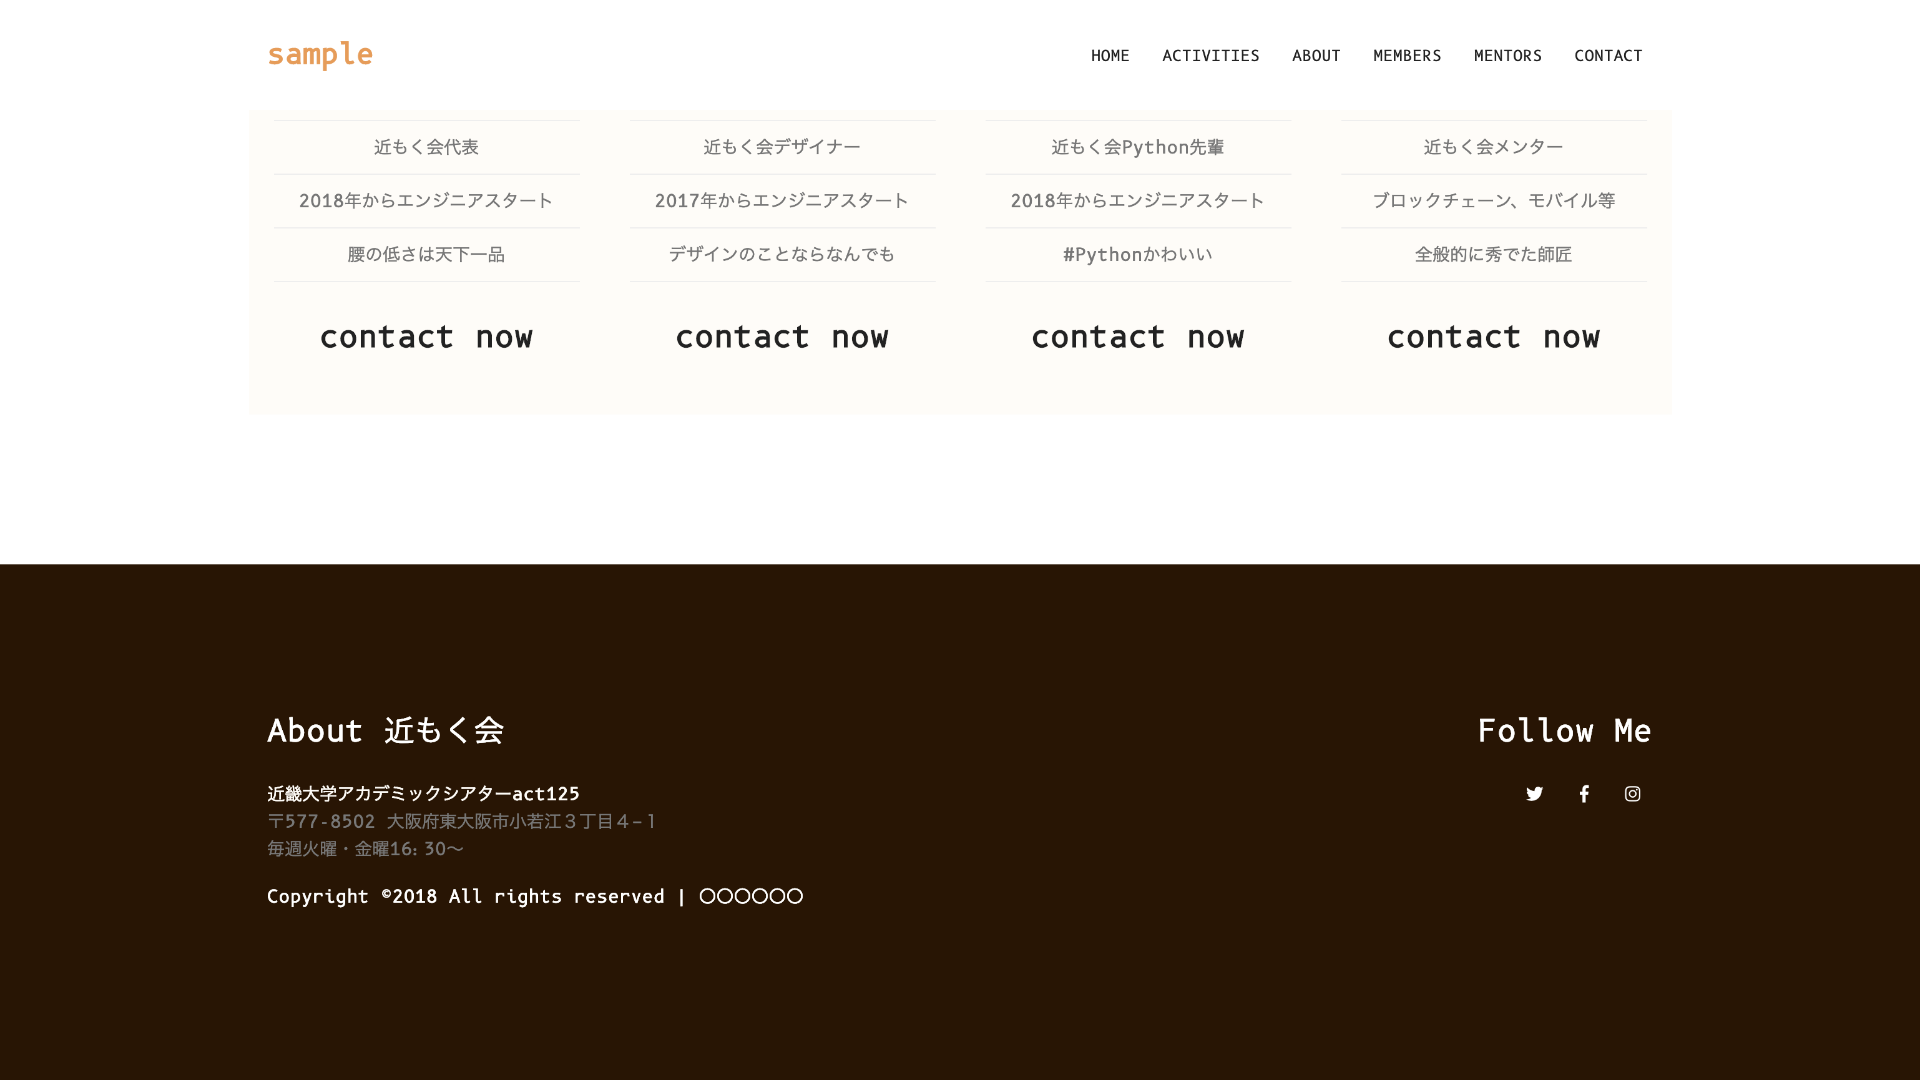 sample
HOME ACTIVITIES ABOUT MEMBERS MENTORS CONTACT
近もく会代表
2018年からエンジニアスタート
腰の低さは天下一品
contact now
近もく会デザイナー
2017年からエンジニアスタート
デザインのことならなんでも
contact now
近もく会Python先輩
2018年からエンジニアスタート
#Pythonかわいい
contact now
近もく会メンター
ブロックチェーン、モバイル等
全般的に秀でた師匠
contact now
About 近もく会
近畿大学アカデミックシアターact125
〒577-8502 大阪府東大阪市小若江３丁目４−１
毎週火曜・金曜16：30〜
Copyright ©2018 All rights reserved | 〇〇〇〇〇〇
Follow Me